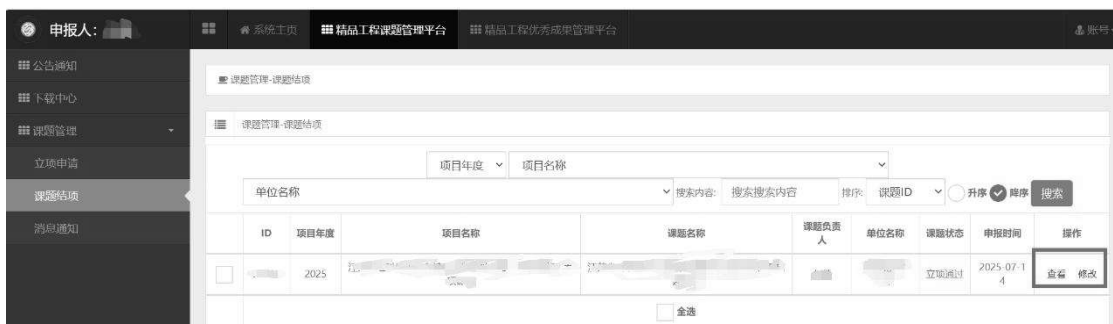 申报人:
系统主页
精品工程课题管理平台
精品工程优秀成果管理平台
账号
公告通知
下载中心
课题管理
立项申请
课题结项
消息通知
课题管理-课题结项
课题管理-课题结项
项目年度 项目名称
单位名称 搜索内容: 搜索搜索内容 排序: 课题ID 升序 降序 搜索
ID 项目年度 项目名称 课题名称 课题负责人 单位名称 课题状态 申报时间 操作
2025 立项通过 2025-07-14 查看 修改
全选